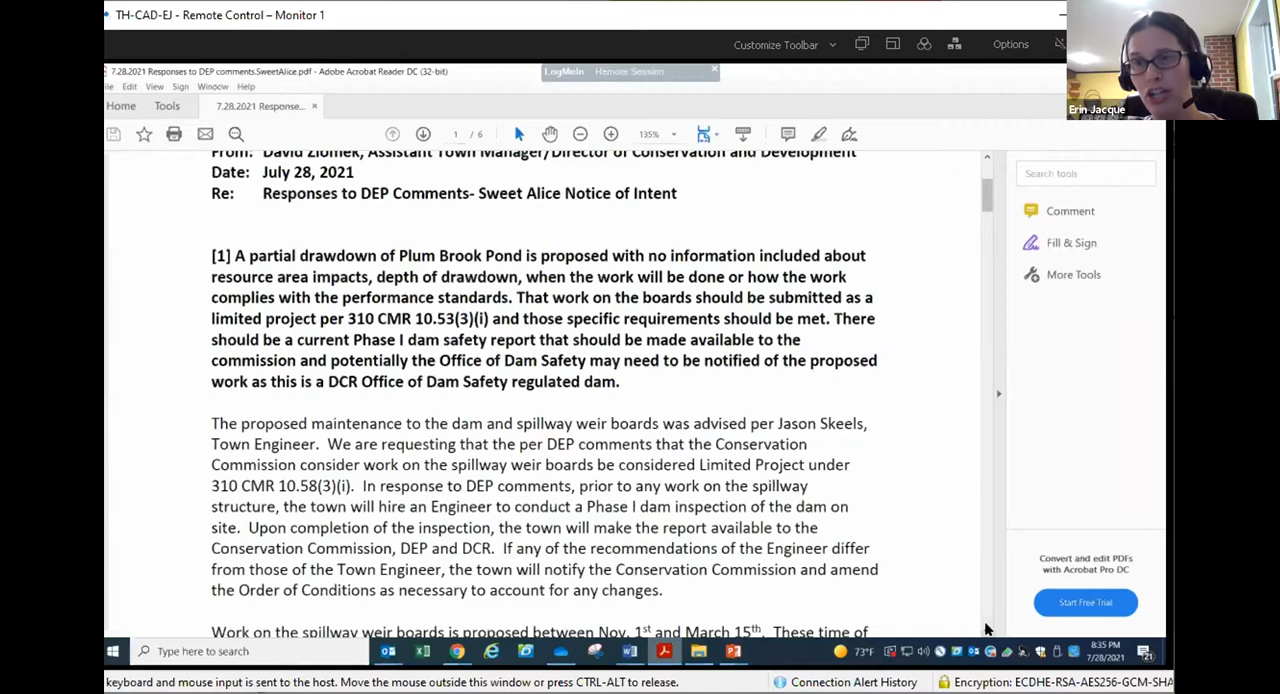 TH-CAD-EJ - Remote Control – Monitor 1
Customize Toolbar
Options
Erin Jacque
7.28.2021 Responses to DEP comments.SweetAlice.pdf - Adobe Acrobat Reader DC (32-bit)
LogMeIn Remote Session
ile Edit View Sign Window Help
Home Tools 7.28.2021 Response... ×
1 / 6 135%
From: David Ziomek, Assistant Town Manager/Director of Conservation and Development
Date: July 28, 2021
Re: Responses to DEP Comments- Sweet Alice Notice of Intent
Search tools
Comment
Fill & Sign
More Tools
[1] A partial drawdown of Plum Brook Pond is proposed with no information included about
resource area impacts, depth of drawdown, when the work will be done or how the work
complies with the performance standards. That work on the boards should be submitted as a
limited project per 310 CMR 10.53(3)(i) and those specific requirements should be met. There
should be a current Phase I dam safety report that should be made available to the
commission and potentially the Office of Dam Safety may need to be notified of the proposed
work as this is a DCR Office of Dam Safety regulated dam.
The proposed maintenance to the dam and spillway weir boards was advised per Jason Skeels,
Town Engineer. We are requesting that the per DEP comments that the Conservation
Commission consider work on the spillway weir boards be considered Limited Project under
310 CMR 10.58(3)(i). In response to DEP comments, prior to any work on the spillway
structure, the town will hire an Engineer to conduct a Phase I dam inspection of the dam on
site. Upon completion of the inspection, the town will make the report available to the
Conservation Commission, DEP and DCR. If any of the recommendations of the Engineer differ
from those of the Town Engineer, the town will notify the Conservation Commission and amend
the Order of Conditions as necessary to account for any changes.
Work on the spillway weir boards is proposed between Nov. 1st and March 15th. These time of
Convert and edit PDFs
with Acrobat Pro DC
Start Free Trial
Type here to search
73°F
8:35 PM
7/28/2021
21
keyboard and mouse input is sent to the host. Move the mouse outside this window or press CTRL-ALT to release.
Connection Alert History
Encryption: ECDHE-RSA-AES256-GCM-SHA